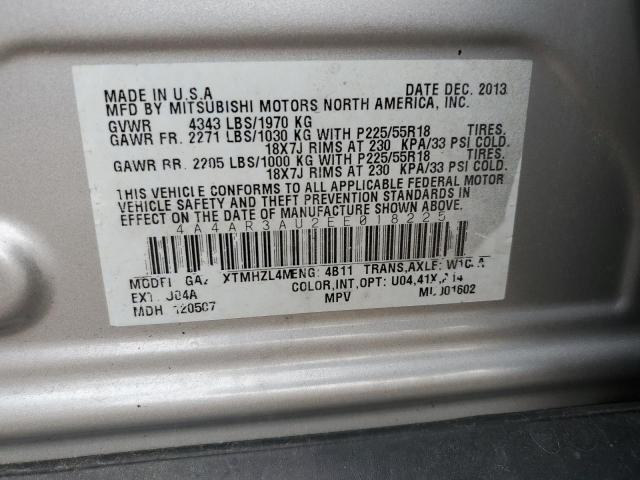 MADE IN U.S.A DATE DEC. 2013
MFD BY MITSUBISHI MOTORS NORTH AMERICA, INC.
GVWR 4343 LBS/1970 KG
GAWR FR. 2271 LBS/1030 KG WITH P225/55R18 TIRES.
18X7J RIMS AT 230 KPA/33 PSI COLD.
GAWR RR. 2205 LBS/1000 KG WITH P225/55R18 TIRES.
18X7J RIMS AT 230 KPA/33 PSI COLD.
THIS VEHICLE CONFORMS TO ALL APPLICABLE FEDERAL MOTOR
VEHICLE SAFETY AND THEFT PREVENTION STANDARDS IN
EFFECT ON THE DATE OF MANUFACTURE SHOWN ABOVE.
4A4AR3AU2EE018225
MODEL XTMHZL4M ENG: 4B11 TRANS,AXLE:
EXT. COLOR,INT,OPT: U04,41X,
MDH MPV